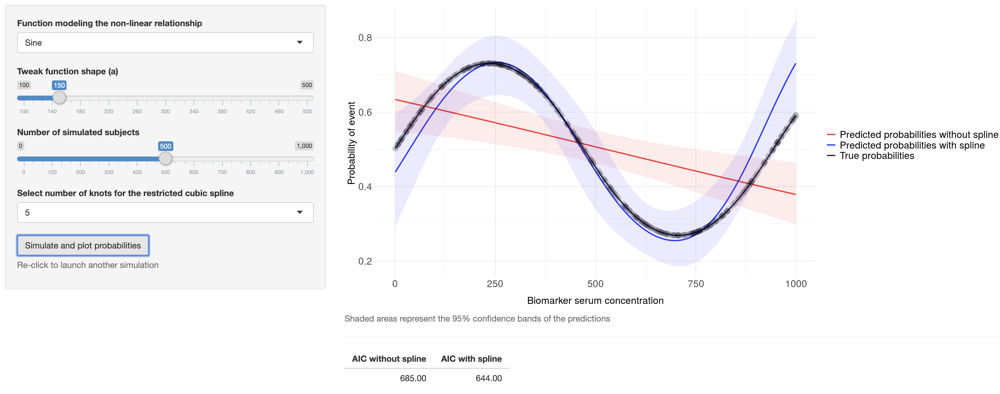 Function modeling the non-linear relationship
Sine
Tweak function shape (a)
100 150 500
100 140 180 220 260 300 340 380 420 460 500
Number of simulated subjects
0 500 1,000
0 100 200 300 400 500 600 700 800 900 1,000
Select number of knots for the restricted cubic spline
5
Simulate and plot probabilities
Re-click to launch another simulation
Probability of event
0.8
0.6
0.4
0.2
0 250 500 750 1000
Biomarker serum concentration
Predicted probabilities without spline
Predicted probabilities with spline
True probabilities
Shaded areas represent the 95% confidence bands of the predictions
AIC without spline AIC with spline
685.00 644.00